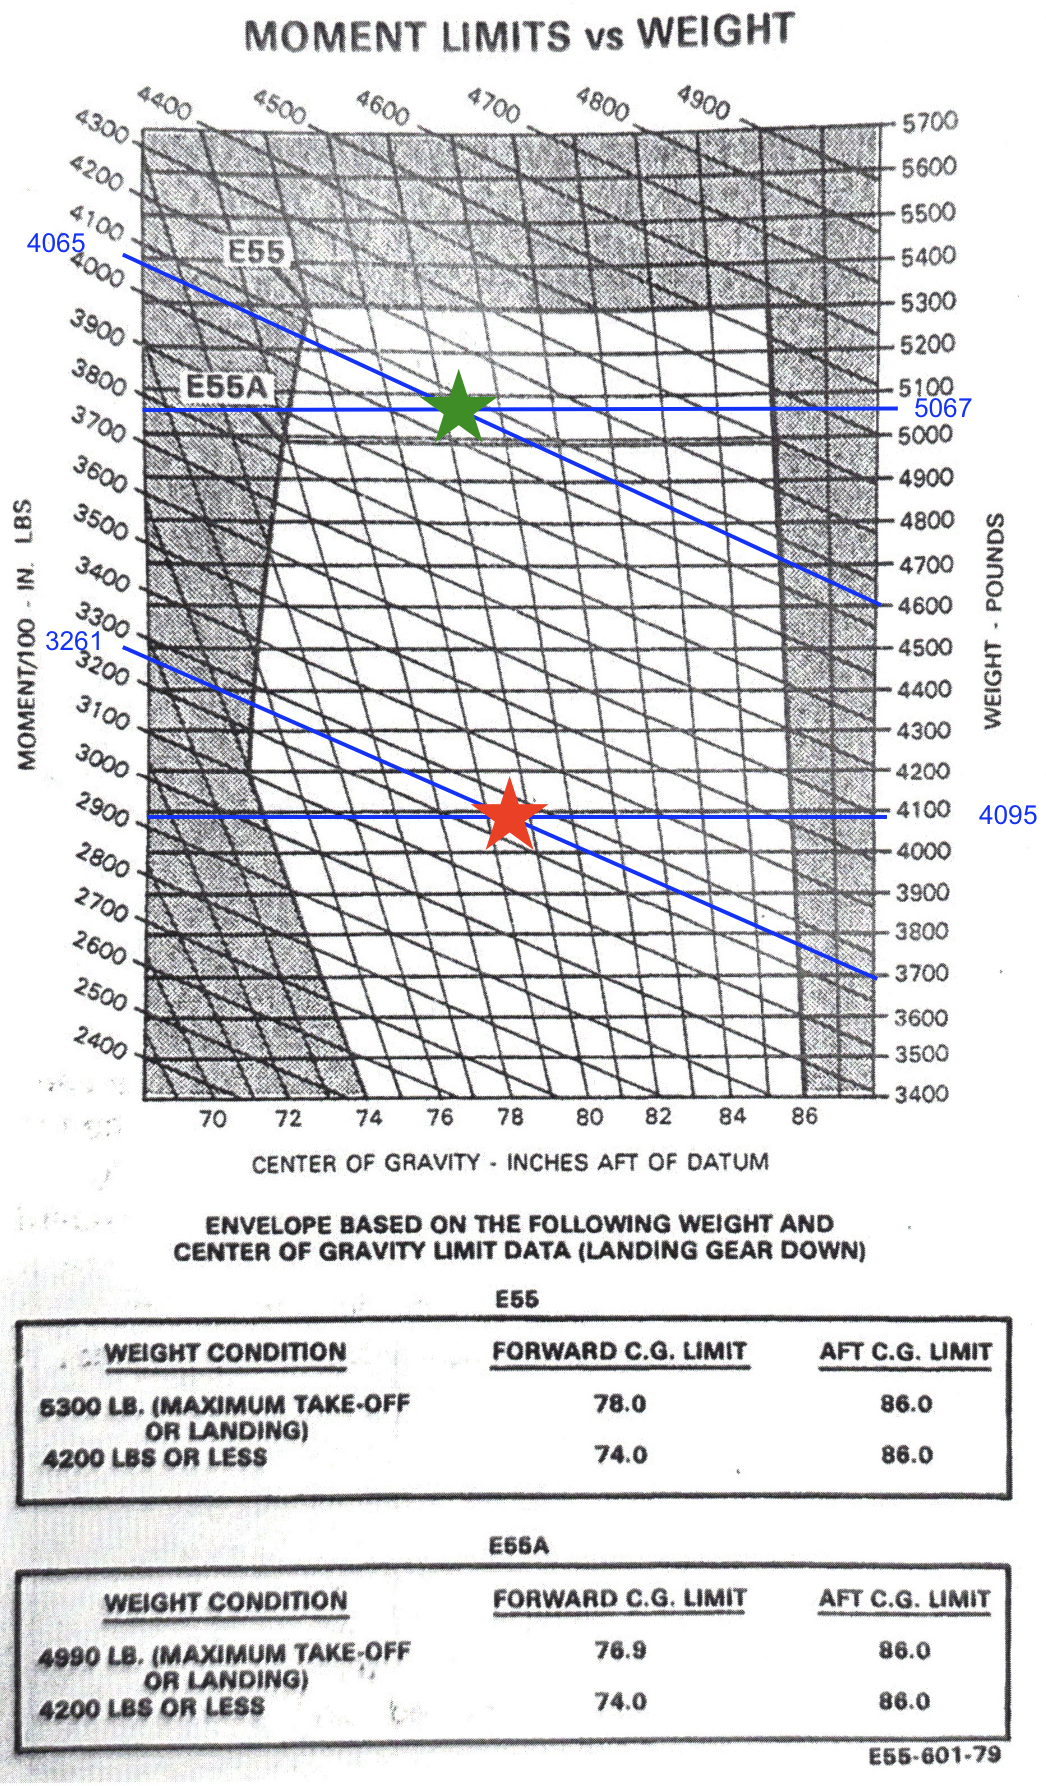 MOMENT LIMITS vs WEIGHT
4400 4500 4600 4700 4800 4900
4300
4200
4100
4065
4000
3900
3800
3700
3600
3500
3400
3300
3261
3200
3100
3000
2900
2800
2700
2600
2500
2400
MOMENT/100 - IN. LBS
E55
E55A
5700
5600
5500
5400
5300
5200
5100
5067
5000
4900
4800
4700
4600
4500
4400
4300
4200
4100
4095
4000
3900
3800
3700
3600
3500
3400
WEIGHT - POUNDS
70 72 74 76 78 80 82 84 86
CENTER OF GRAVITY - INCHES AFT OF DATUM
ENVELOPE BASED ON THE FOLLOWING WEIGHT AND
CENTER OF GRAVITY LIMIT DATA (LANDING GEAR DOWN)
E55
WEIGHT CONDITION FORWARD C.G. LIMIT AFT C.G. LIMIT
5300 LB. (MAXIMUM TAKE-OFF 78.0 86.0
OR LANDING)
4200 LBS OR LESS 74.0 86.0
E55A
WEIGHT CONDITION FORWARD C.G. LIMIT AFT C.G. LIMIT
4990 LB. (MAXIMUM TAKE-OFF 76.9 86.0
OR LANDING)
4200 LBS OR LESS 74.0 86.0
E55-601-79